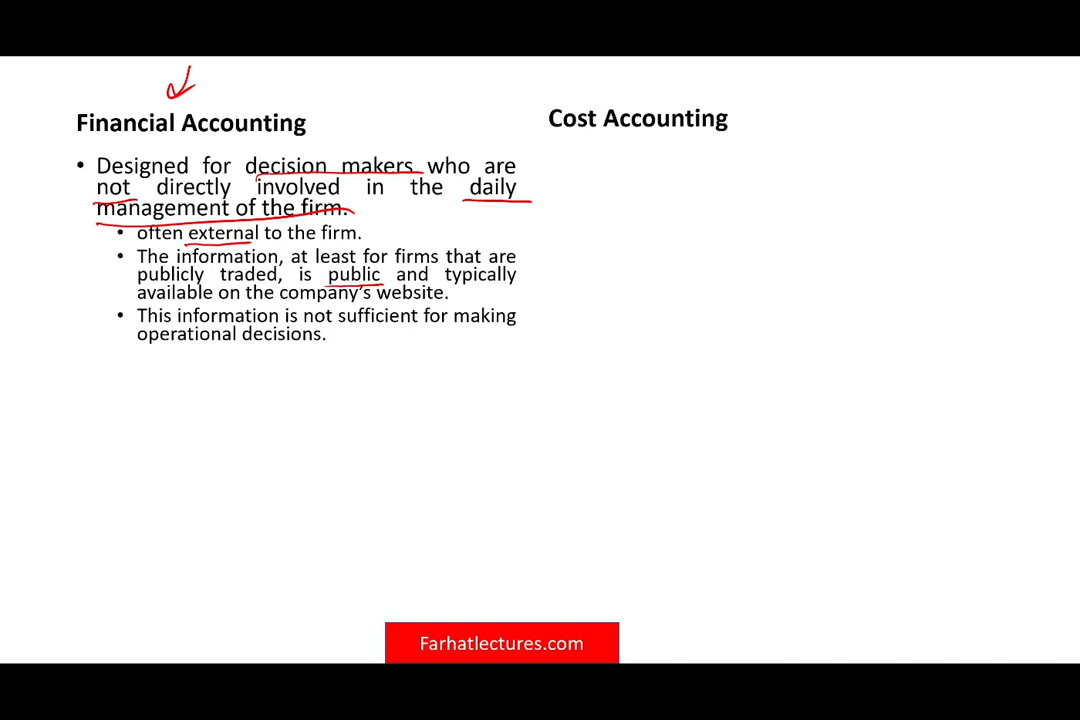 Financial Accounting
• Designed for decision makers who are
not directly involved in the daily
management of the firm.
• often external to the firm.
• The information, at least for firms that are
publicly traded, is public and typically
available on the company's website.
• This information is not sufficient for making
operational decisions.
Cost Accounting
Farhatlectures.com